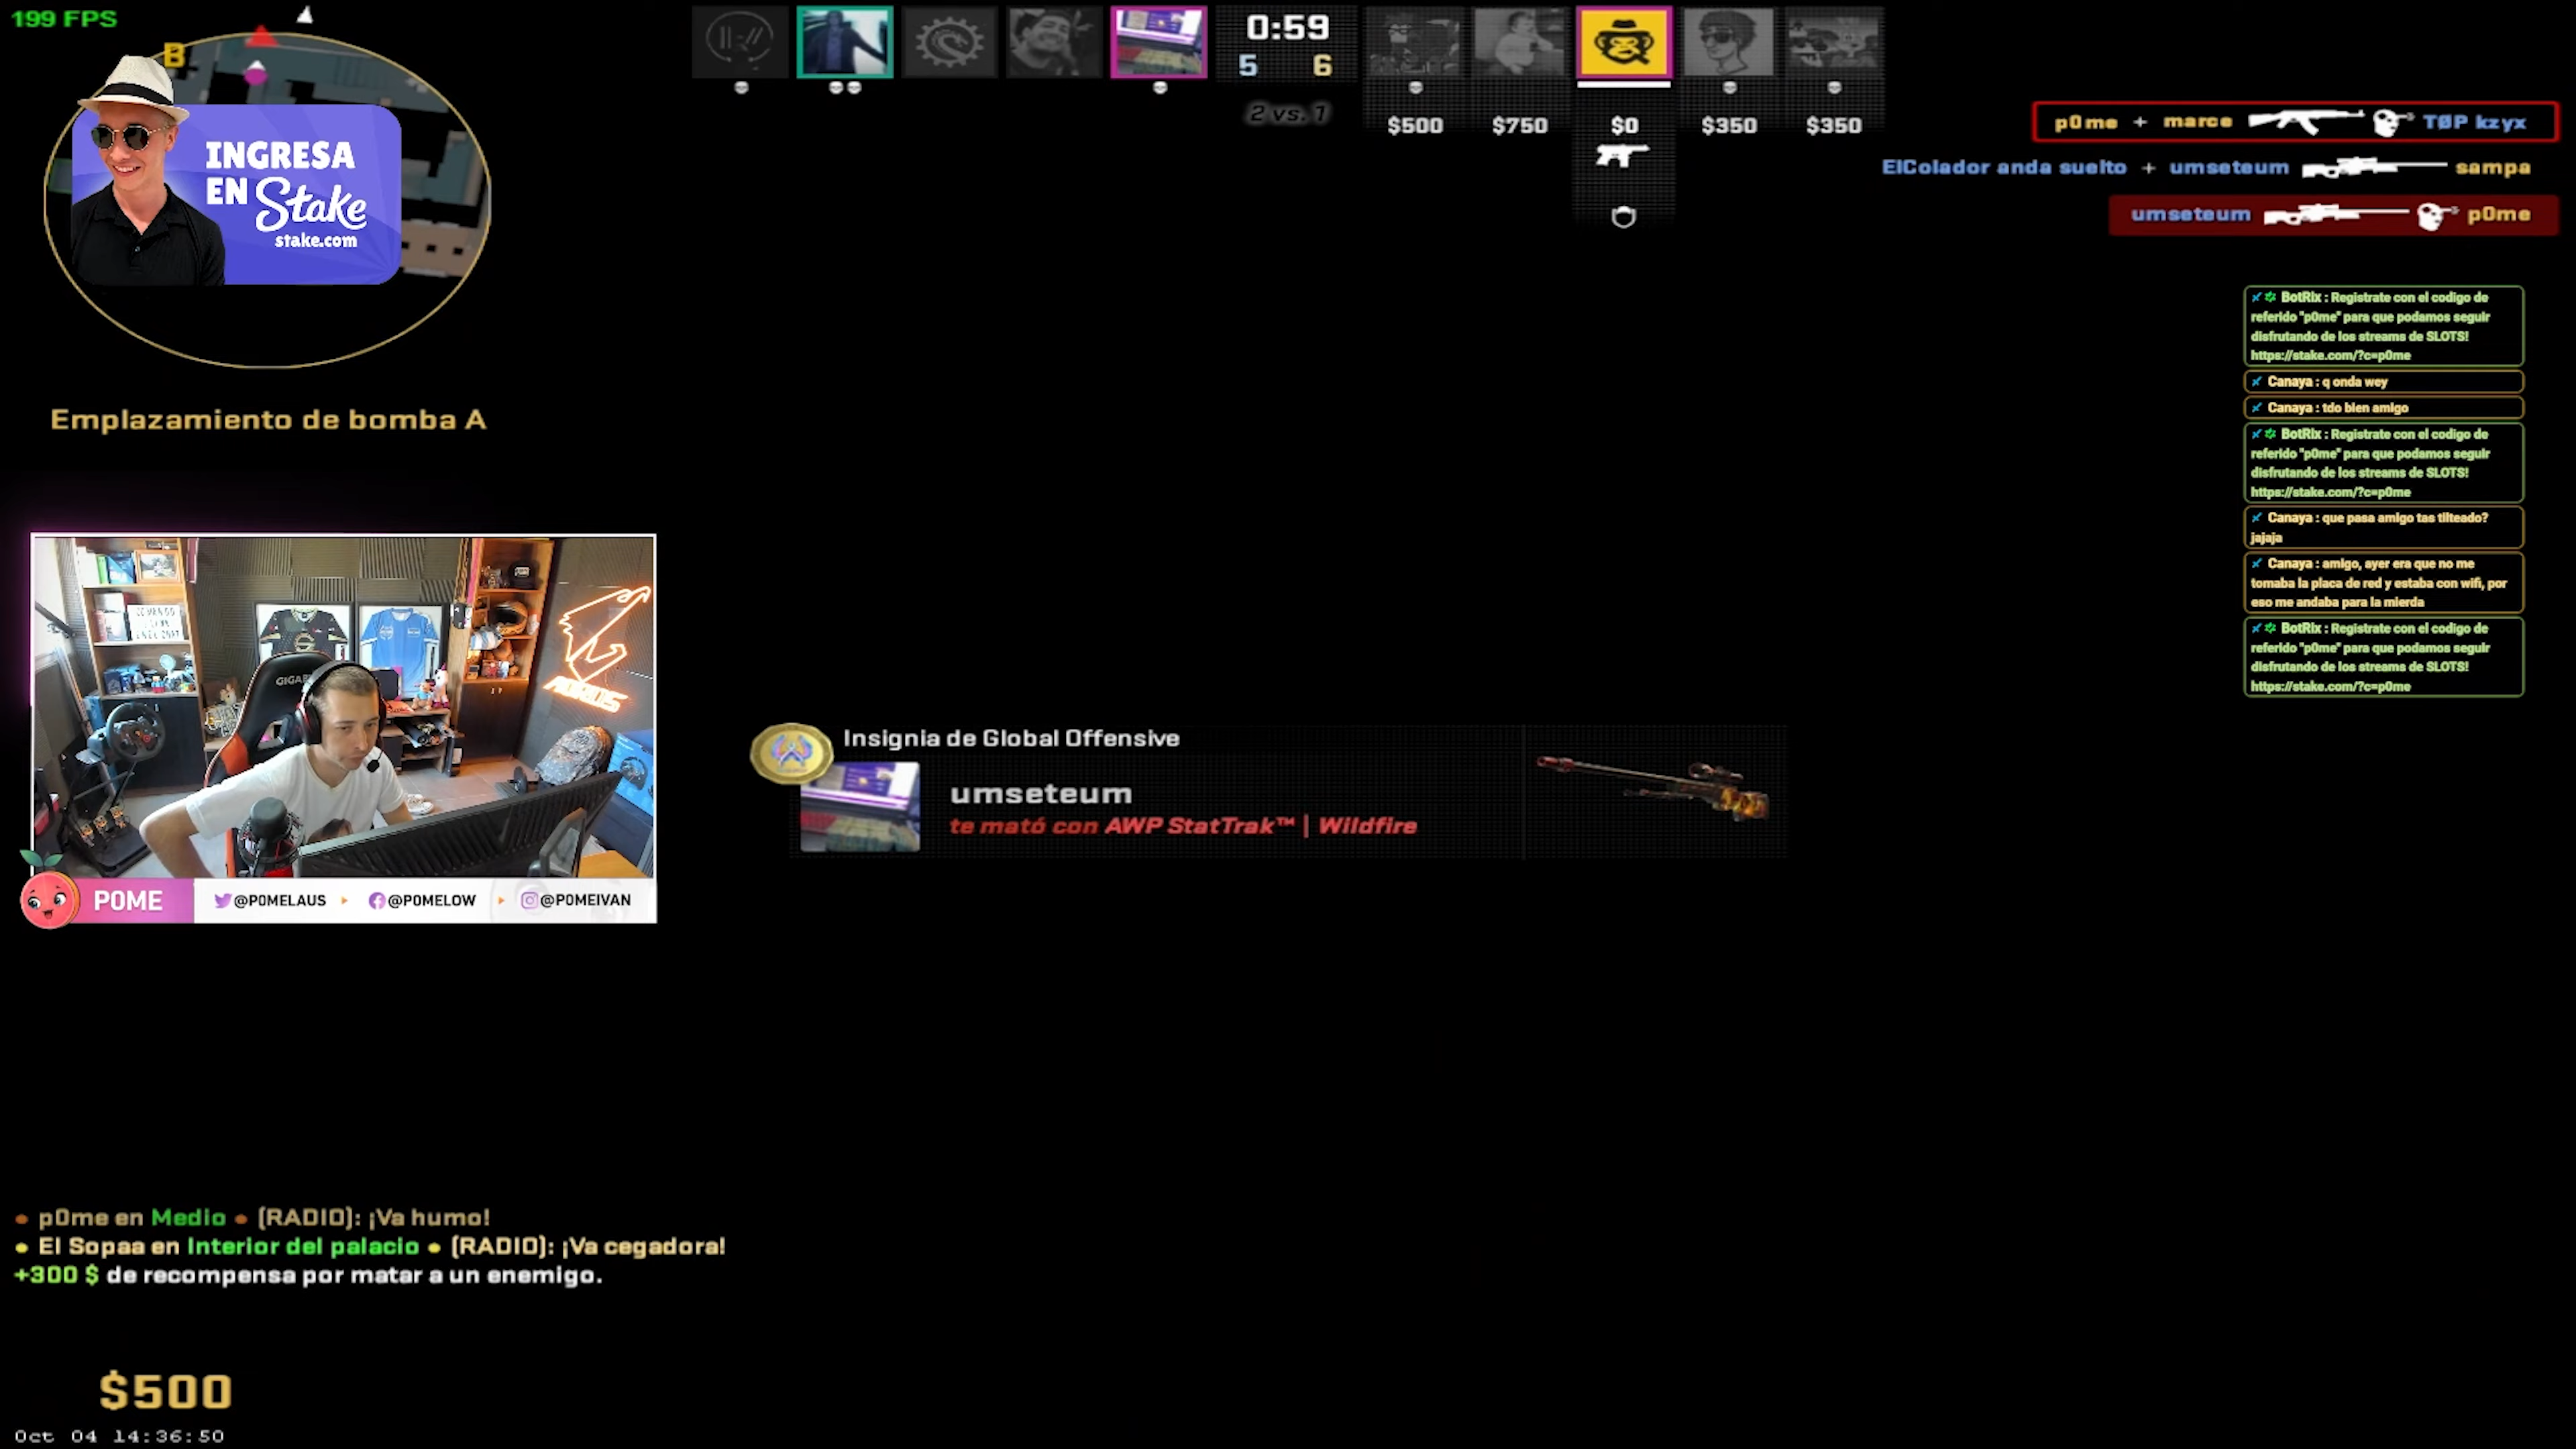 199 FPS
B
INGRESA
EN Stake
stake.com
Emplazamiento de bomba A
0:59
5 6
2 vs. 1
$500 $750 $0 $350 $350
p0me + marce TØP kzyx
ElColador anda suelto + umseteum sampa
umseteum p0me
BotRix : Registrate con el codigo de
referido "p0me" para que podamos seguir
disfrutando de los streams de SLOTS!
https://stake.com/?c=p0me
Canaya : q onda wey
Canaya : tdo bien amigo
BotRix : Registrate con el codigo de
referido "p0me" para que podamos seguir
disfrutando de los streams de SLOTS!
https://stake.com/?c=p0me
Canaya : que pasa amigo tas tilteado?
jajaja
Canaya : amigo, ayer era que no me
tomaba la placa de red y estaba con wifi, por
eso me andaba para la mierda
BotRix : Registrate con el codigo de
referido "p0me" para que podamos seguir
disfrutando de los streams de SLOTS!
https://stake.com/?c=p0me
AORUS
P0ME @P0MELAUS @P0MELOW @P0MEIVAN
Insignia de Global Offensive
umseteum
te mató con AWP StatTrak™ | Wildfire
• p0me en Medio • (RADIO): ¡Va humo!
• El Sopaa en Interior del palacio • (RADIO): ¡Va cegadora!
+300 $ de recompensa por matar a un enemigo.
$500
Oct 04 14:36:50